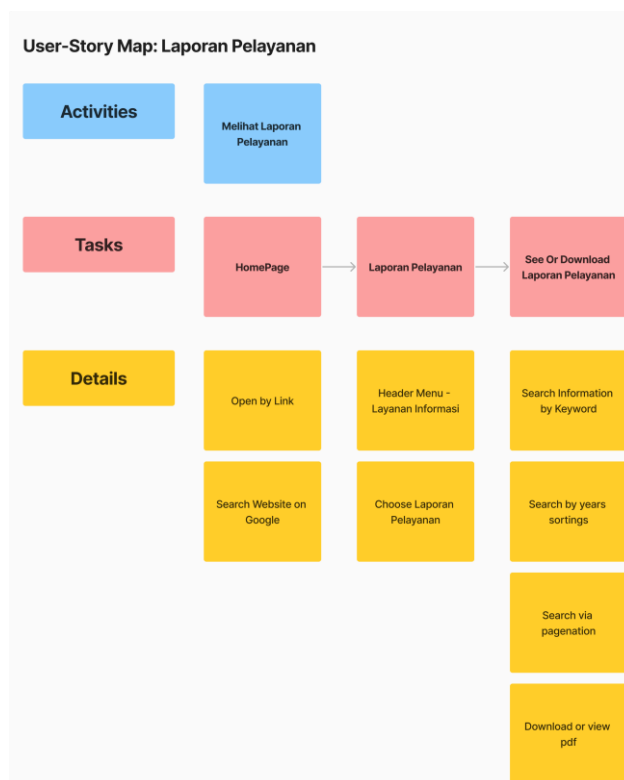 User-Story Map: Laporan Pelayanan
Activities
Melihat Laporan
Pelayanan
Tasks
HomePage
Laporan Pelayanan
See Or Download
Laporan Pelayanan
Details
Open by Link
Header Menu -
Layanan Informasi
Search Information
by Keyword
Search Website on
Google
Choose Laporan
Pelayanan
Search by years
sortings
Search via
pagenation
Download or view
pdf